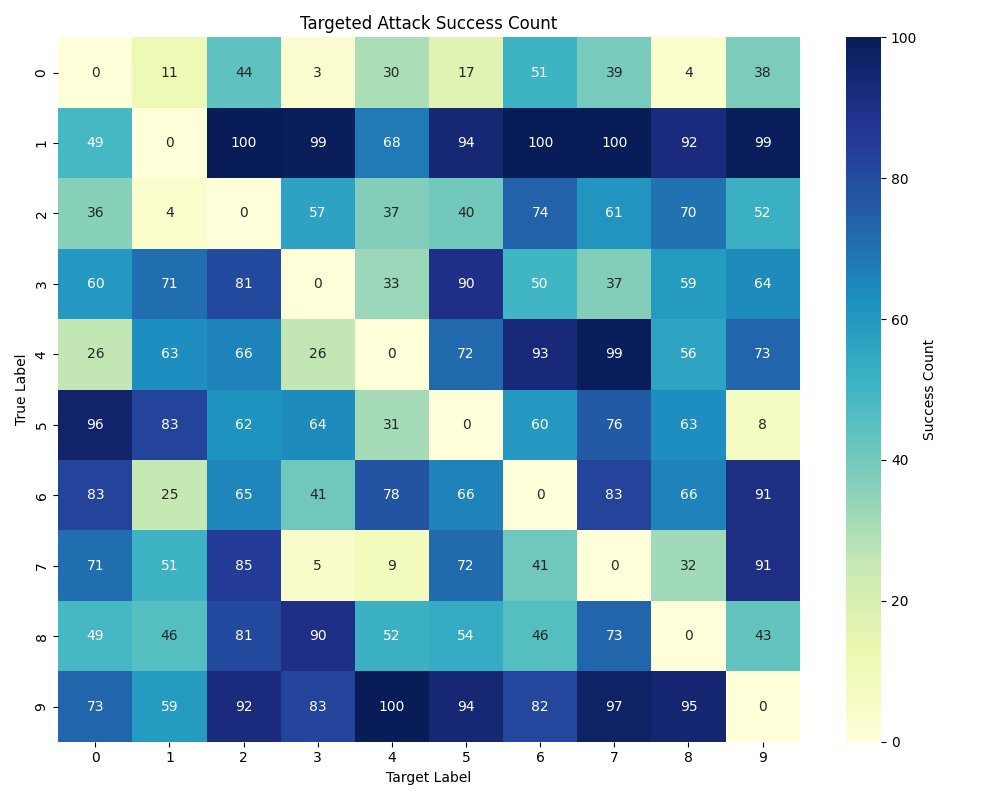 Targeted Attack Success Count
0 0 11 44 3 30 17 51 39 4 38
1 49 0 100 99 68 94 100 100 92 99
2 36 4 0 57 37 40 74 61 70 52
3 60 71 81 0 33 90 50 37 59 64
4 26 63 66 26 0 72 93 99 56 73
5 96 83 62 64 31 0 60 76 63 8
6 83 25 65 41 78 66 0 83 66 91
7 71 51 85 5 9 72 41 0 32 91
8 49 46 81 90 52 54 46 73 0 43
9 73 59 92 83 100 94 82 97 95 0
0 1 2 3 4 5 6 7 8 9
Target Label
True Label
100
80
60
40
20
0
Success Count